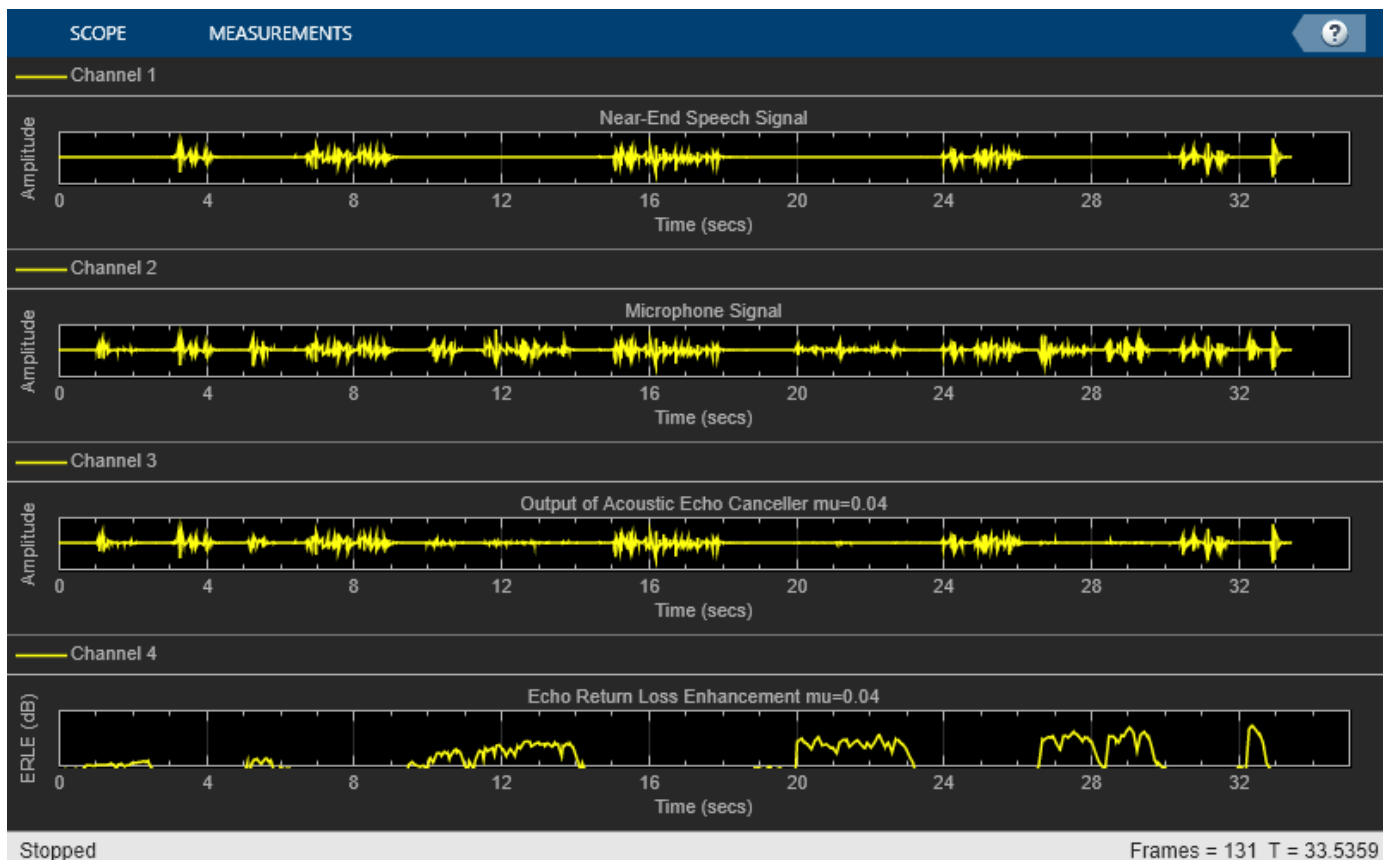 SCOPE MEASUREMENTS ?
Channel 1
Near-End Speech Signal
Amplitude
0 4 8 12 16 20 24 28 32
Time (secs)
Channel 2
Microphone Signal
Amplitude
0 4 8 12 16 20 24 28 32
Time (secs)
Channel 3
Output of Acoustic Echo Canceller mu=0.04
Amplitude
0 4 8 12 16 20 24 28 32
Time (secs)
Channel 4
Echo Return Loss Enhancement mu=0.04
ERLE (dB)
0 4 8 12 16 20 24 28 32
Time (secs)
Stopped Frames = 131 T = 33.5359